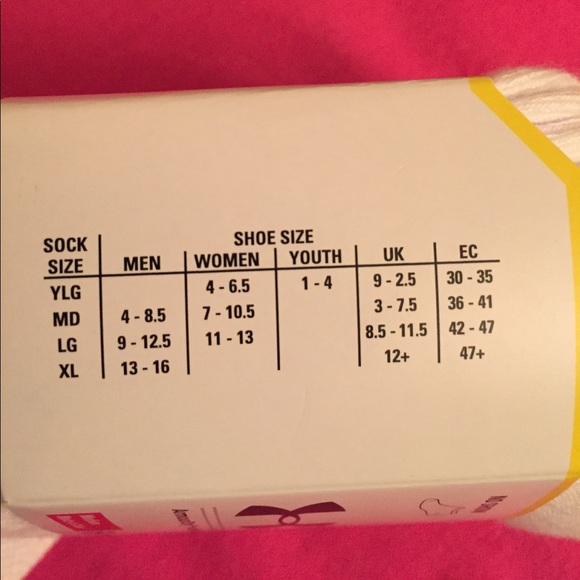 SHOE SIZE
SOCK SIZE MEN WOMEN YOUTH UK EC
YLG 4 - 6.5 1 - 4 9 - 2.5 30 - 35
MD 4 - 8.5 7 - 10.5 3 - 7.5 36 - 41
LG 9 - 12.5 11 - 13 8.5 - 11.5 42 - 47
XL 13 - 16 12+ 47+